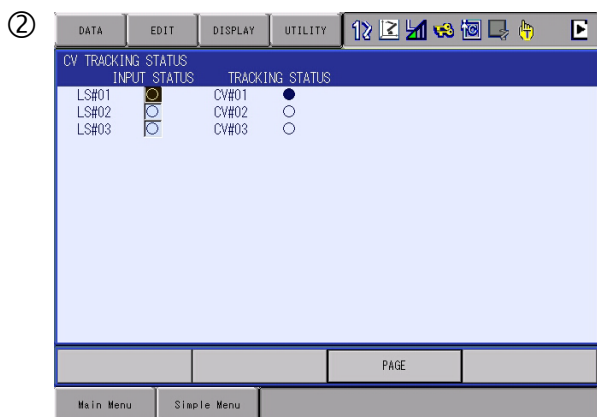 ②
DATA EDIT DISPLAY UTILITY
CV TRACKING STATUS
INPUT STATUS TRACKING STATUS
LS#01 CV#01
LS#02 CV#02
LS#03 CV#03
PAGE
Main Menu Simple Menu